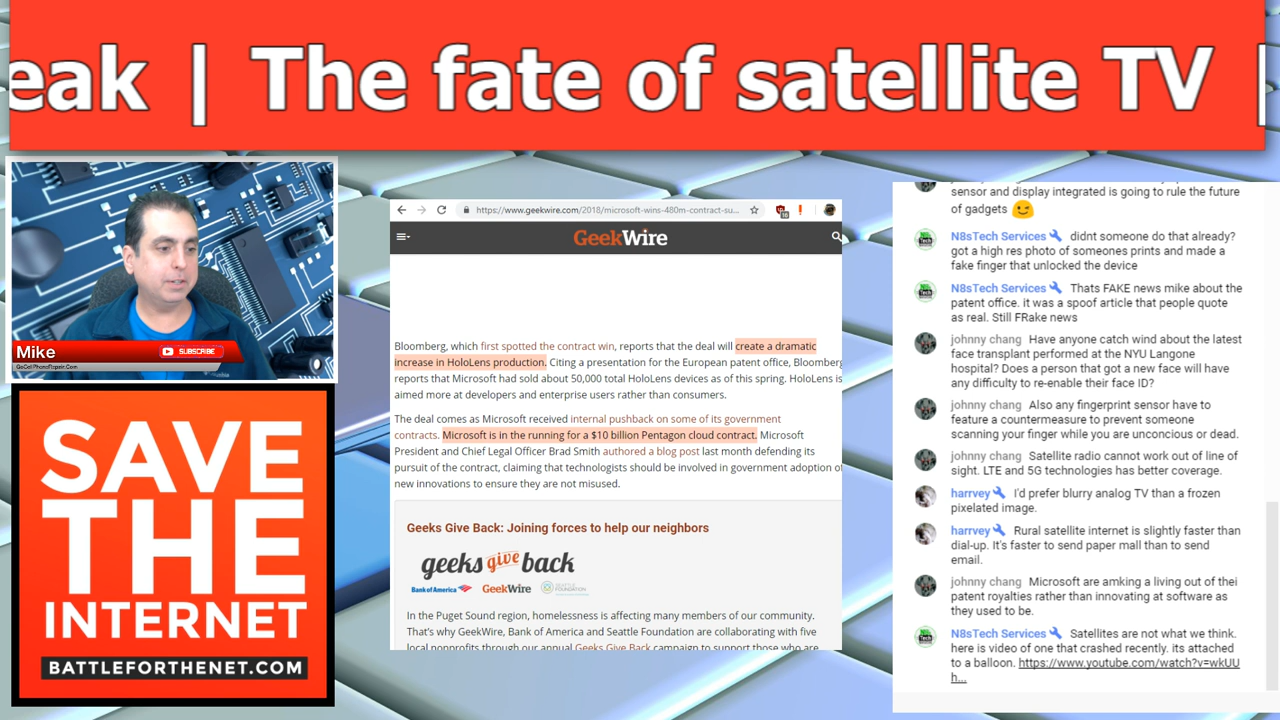 eak | The fate of satellite TV |
Mike
SUBSCRIBE
GoCellPhoneRepair.Com
SAVE
THE
INTERNET
BATTLEFORTHENET.COM
https://www.geekwire.com/2018/microsoft-wins-480m-contract-su...
GeekWire
Bloomberg, which first spotted the contract win, reports that the deal will create a dramatic
increase in HoloLens production. Citing a presentation for the European patent office, Bloomberg
reports that Microsoft had sold about 50,000 total HoloLens devices as of this spring. HoloLens is
aimed more at developers and enterprise users rather than consumers.
The deal comes as Microsoft received internal pushback on some of its government
contracts. Microsoft is in the running for a $10 billion Pentagon cloud contract. Microsoft
President and Chief Legal Officer Brad Smith authored a blog post last month defending its
pursuit of the contract, claiming that technologists should be involved in government adoption of
new innovations to ensure they are not misused.
Geeks Give Back: Joining forces to help our neighbors
geeks give back
Bank of America GeekWire SEATTLE FOUNDATION
In the Puget Sound region, homelessness is affecting many members of our community.
That's why GeekWire, Bank of America and Seattle Foundation are collaborating with five
local nonprofits through our annual Geeks Give Back campaign to support those who are
sensor and display integrated is going to rule the future
of gadgets 😉
N8sTech Services didnt someone do that already?
got a high res photo of someones prints and made a
fake finger that unlocked the device
N8sTech Services Thats FAKE news mike about the
patent office. it was a spoof article that people quote
as real. Still FRake news
johnny chang Have anyone catch wind about the latest
face transplant performed at the NYU Langone
hospital? Does a person that got a new face will have
any difficulty to re-enable their face ID?
johnny chang Also any fingerprint sensor have to
feature a countermeasure to prevent someone
scanning your finger while you are unconcious or dead.
johnny chang Satellite radio cannot work out of line of
sight. LTE and 5G technologies has better coverage.
harrvey I'd prefer blurry analog TV than a frozen
pixelated image.
harrvey Rural satellite internet is slightly faster than
dial-up. It's faster to send paper mall than to send
email.
johnny chang Microsoft are amking a living out of thei
patent royalties rather than innovating at software as
they used to be.
N8sTech Services Satellites are not what we think.
here is video of one that crashed recently. its attached
to a balloon. https://www.youtube.com/watch?v=wkUU
h...